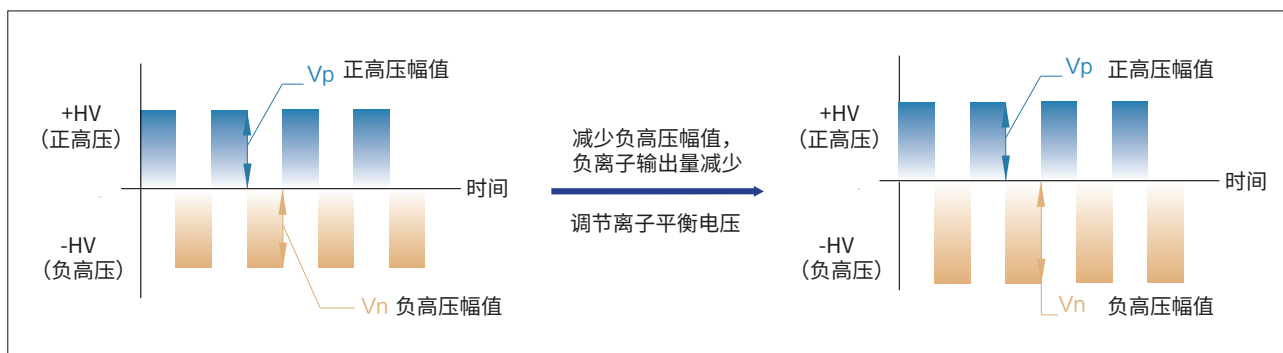 Vp 正高压幅值
+HV
（正高压）
时间
-HV
（负高压）
Vn 负高压幅值
减少负高压幅值，
负离子输出量减少
调节离子平衡电压
Vp 正高压幅值
+HV
（正高压）
时间
-HV
（负高压）
Vn 负高压幅值